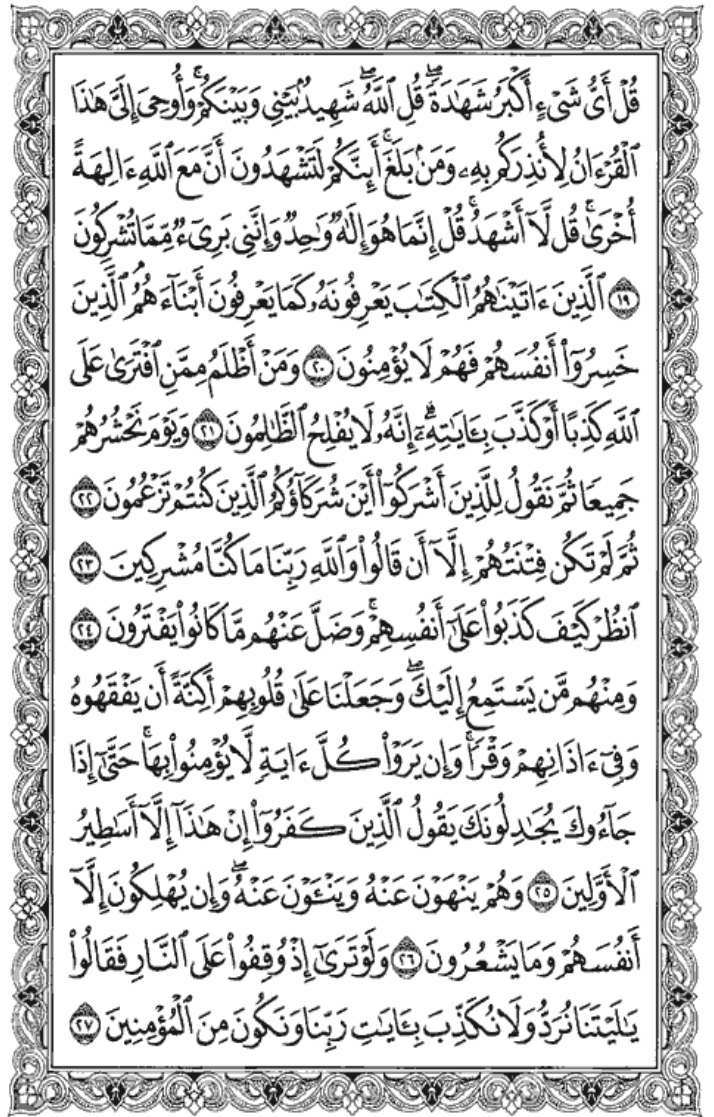 قُلْ أَىُّ شَىْءٍ أَكْبَرُ شَهَٰدَةًۖ قُلِ ٱللَّهُۖ شَهِيدُۢ بَيْنِى وَبَيْنَكُمْۚ وَأُوحِىَ إِلَىَّ هَٰذَا
ٱلْقُرْءَانُ لِأُنذِرَكُم بِهِۦ وَمَنۢ بَلَغَۚ أَئِنَّكُمْ لَتَشْهَدُونَ أَنَّ مَعَ ٱللَّهِ ءَالِهَةً
أُخْرَىٰۚ قُل لَّآ أَشْهَدُۚ قُلْ إِنَّمَا هُوَ إِلَٰهٌ وَٰحِدٌ وَإِنَّنِى بَرِىٓءٌ مِّمَّا تُشْرِكُونَ
١٩ ٱلَّذِينَ ءَاتَيْنَٰهُمُ ٱلْكِتَٰبَ يَعْرِفُونَهُۥ كَمَا يَعْرِفُونَ أَبْنَآءَهُمُۘ ٱلَّذِينَ
خَسِرُوٓا۟ أَنفُسَهُمْ فَهُمْ لَا يُؤْمِنُونَ ٢٠ وَمَنْ أَظْلَمُ مِمَّنِ ٱفْتَرَىٰ عَلَى
ٱللَّهِ كَذِبًا أَوْ كَذَّبَ بِـَٔايَٰتِهِۦٓۗ إِنَّهُۥ لَا يُفْلِحُ ٱلظَّٰلِمُونَ ٢١ وَيَوْمَ نَحْشُرُهُمْ
جَمِيعًا ثُمَّ نَقُولُ لِلَّذِينَ أَشْرَكُوٓا۟ أَيْنَ شُرَكَآؤُكُمُ ٱلَّذِينَ كُنتُمْ تَزْعُمُونَ ٢٢
ثُمَّ لَمْ تَكُن فِتْنَتُهُمْ إِلَّآ أَن قَالُوا۟ وَٱللَّهِ رَبِّنَا مَا كُنَّا مُشْرِكِينَ ٢٣
ٱنظُرْ كَيْفَ كَذَبُوا۟ عَلَىٰٓ أَنفُسِهِمْۚ وَضَلَّ عَنْهُم مَّا كَانُوا۟ يَفْتَرُونَ ٢٤
وَمِنْهُم مَّن يَسْتَمِعُ إِلَيْكَۖ وَجَعَلْنَا عَلَىٰ قُلُوبِهِمْ أَكِنَّةً أَن يَفْقَهُوهُ
وَفِىٓ ءَاذَانِهِمْ وَقْرًاۚ وَإِن يَرَوْا۟ كُلَّ ءَايَةٍ لَّا يُؤْمِنُوا۟ بِهَاۚ حَتَّىٰٓ إِذَا
جَآءُوكَ يُجَٰدِلُونَكَ يَقُولُ ٱلَّذِينَ كَفَرُوٓا۟ إِنْ هَٰذَآ إِلَّآ أَسَٰطِيرُ
ٱلْأَوَّلِينَ ٢٥ وَهُمْ يَنْهَوْنَ عَنْهُ وَيَنْـَٔوْنَ عَنْهُۖ وَإِن يُهْلِكُونَ إِلَّآ
أَنفُسَهُمْ وَمَا يَشْعُرُونَ ٢٦ وَلَوْ تَرَىٰٓ إِذْ وُقِفُوا۟ عَلَى ٱلنَّارِ فَقَالُوا۟
يَٰلَيْتَنَا نُرَدُّ وَلَا نُكَذِّبَ بِـَٔايَٰتِ رَبِّنَا وَنَكُونَ مِنَ ٱلْمُؤْمِنِينَ ٢٧